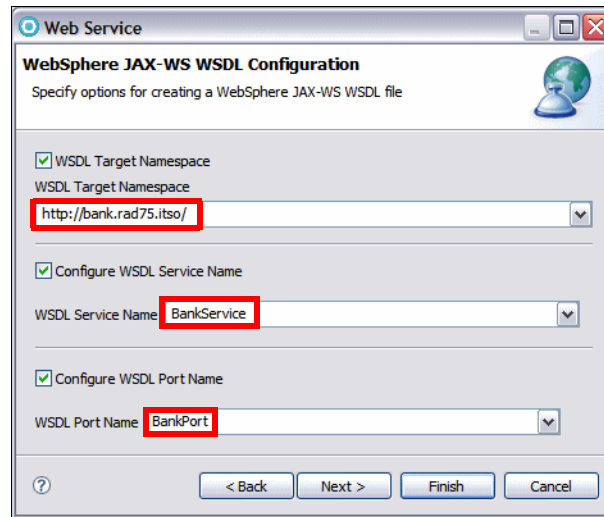 Web Service
WebSphere JAX-WS WSDL Configuration
Specify options for creating a WebSphere JAX-WS WSDL file
WSDL Target Namespace
WSDL Target Namespace
http://bank.rad75.itso/
Configure WSDL Service Name
WSDL Service Name BankService
Configure WSDL Port Name
WSDL Port Name BankPort
? < Back Next > Finish Cancel